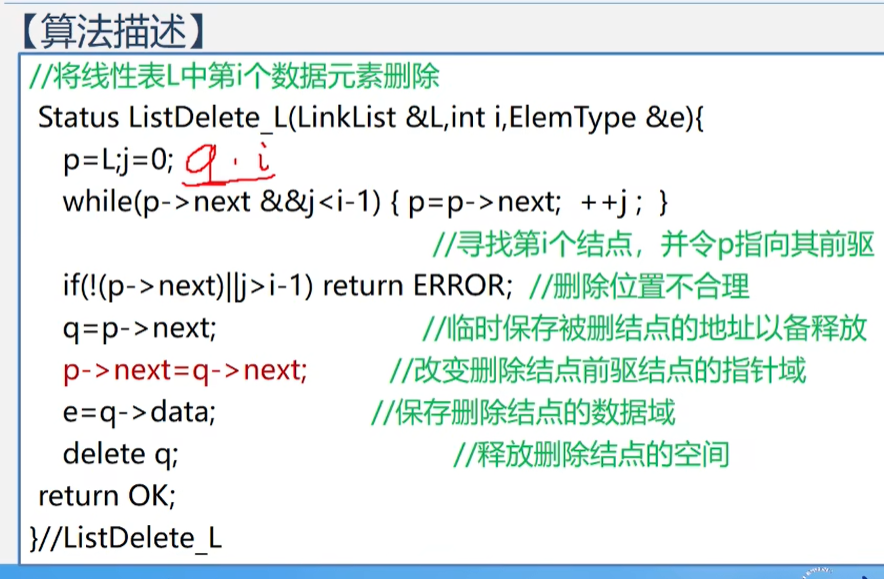 【算法描述】
//将线性表L中第i个数据元素删除
Status ListDelete_L(LinkList &L,int i,ElemType &e){
p=L;j=0; q.i
while(p->next &&j<i-1) { p=p->next; ++j ; }
//寻找第i个结点，并令p指向其前驱
if(!(p->next)||j>i-1) return ERROR; //删除位置不合理
q=p->next; //临时保存被删结点的地址以备释放
p->next=q->next; //改变删除结点前驱结点的指针域
e=q->data; //保存删除结点的数据域
delete q; //释放删除结点的空间
return OK;
}//ListDelete_L